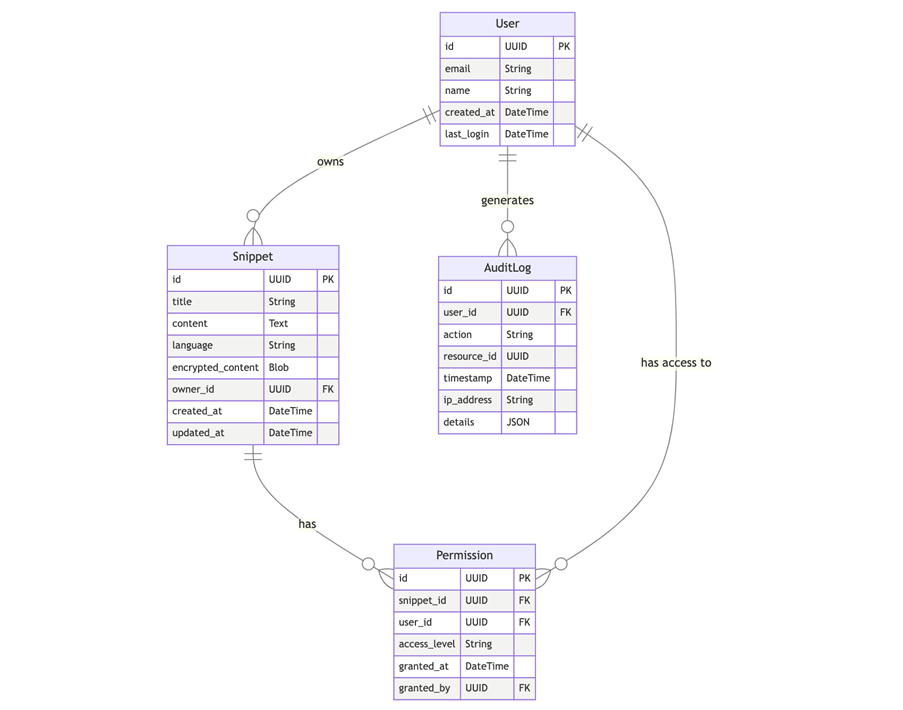 User
id UUID PK
email String
name String
created_at DateTime
last_login DateTime
owns
generates
Snippet
id UUID PK
title String
content Text
language String
encrypted_content Blob
owner_id UUID FK
created_at DateTime
updated_at DateTime
AuditLog
id UUID PK
user_id UUID FK
action String
resource_id UUID
timestamp DateTime
ip_address String
details JSON
has access to
has
Permission
id UUID PK
snippet_id UUID FK
user_id UUID FK
access_level String
granted_at DateTime
granted_by UUID FK